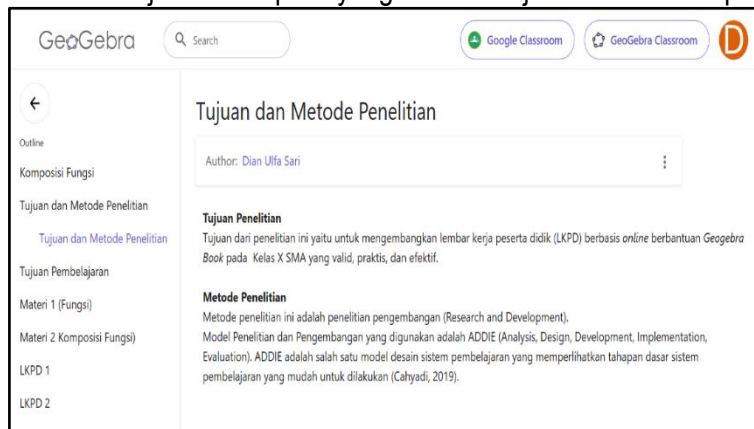 GeoGebra
Search
Google Classroom
GeoGebra Classroom
D
Outline
Komposisi Fungsi
Tujuan dan Metode Penelitian
Tujuan dan Metode Penelitian
Tujuan Pembelajaran
Materi 1 (Fungsi)
Materi 2 Komposisi Fungsi)
LKPD 1
LKPD 2
Tujuan dan Metode Penelitian
Author: Dian Ulfa Sari
Tujuan Penelitian
Tujuan dari penelitian ini yaitu untuk mengembangkan lembar kerja peserta didik (LKPD) berbasis online berbantuan Geogebra
Book pada Kelas X SMA yang valid, praktis, dan efektif.
Metode Penelitian
Metode penelitian ini adalah penelitian pengembangan (Research and Development).
Model Penelitian dan Pengembangan yang digunakan adalah ADDIE (Analysis, Design, Development, Implementation,
Evaluation). ADDIE adalah salah satu model desain sistem pembelajaran yang memperlihatkan tahapan dasar sistem
pembelajaran yang mudah untuk dilakukan (Cahyadi, 2019).